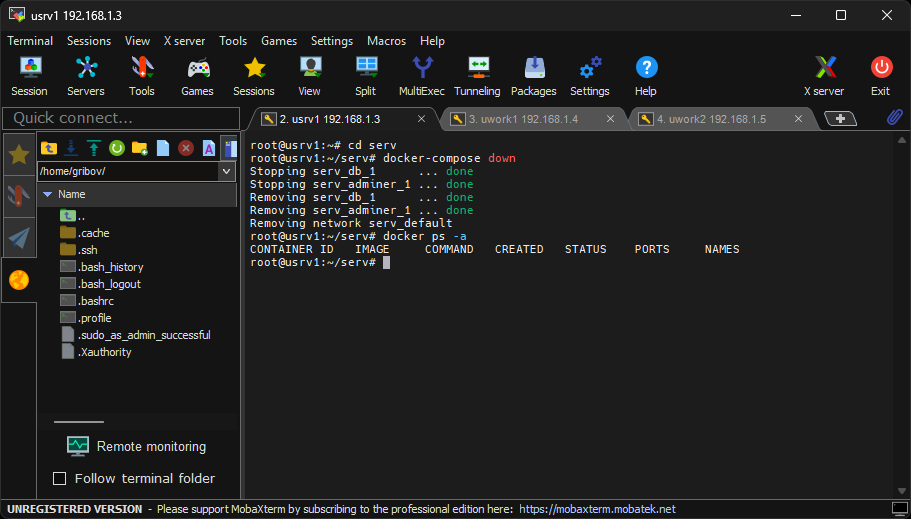 usrv1 192.168.1.3
Terminal Sessions View X server Tools Games Settings Macros Help
Session Servers Tools Games Sessions View Split MultiExec Tunneling Packages Settings Help X server Exit
Quick connect...
2. usrv1 192.168.1.3
3. uwork1 192.168.1.4
4. uwork2 192.168.1.5
/home/gribov/
Name
..
.cache
.ssh
.bash_history
.bash_logout
.bashrc
.profile
.sudo_as_admin_successful
.Xauthority
Remote monitoring
Follow terminal folder
root@usrv1:~# cd serv
root@usrv1:~/serv# docker-compose down
Stopping serv_db_1      ... done
Stopping serv_adminer_1 ... done
Removing serv_db_1      ... done
Removing serv_adminer_1 ... done
Removing network serv_default
root@usrv1:~/serv# docker ps -a
CONTAINER ID   IMAGE     COMMAND   CREATED   STATUS    PORTS     NAMES
root@usrv1:~/serv#
UNREGISTERED VERSION - Please support MobaXterm by subscribing to the professional edition here: https://mobaxterm.mobatek.net